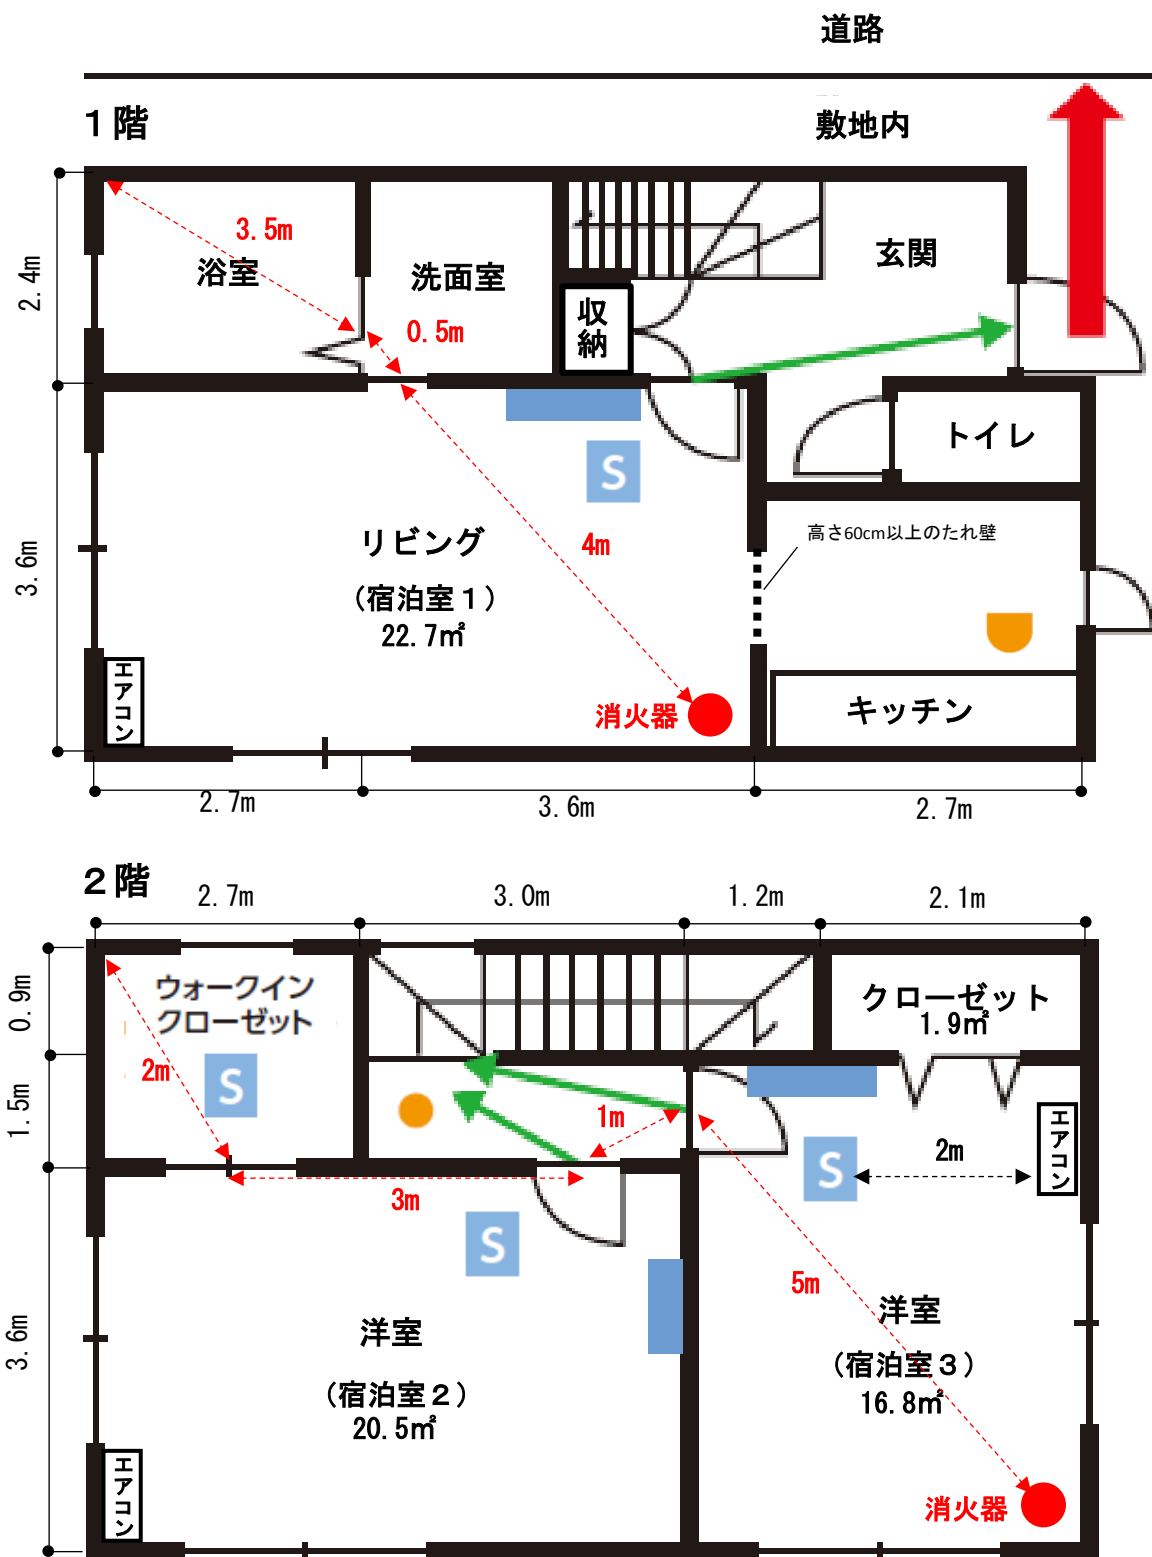 道路
1階
敷地内
2.4m
3.5m
浴室
洗面室
0.5m
収納
玄関
トイレ
S
3.6m
リビング
(宿泊室1)
22.7㎡
4m
高さ60cm以上のたれ壁
エアコン
消火器
キッチン
2.7m
3.6m
2.7m
2階
2.7m
3.0m
1.2m
2.1m
0.9m
ウォークイン
クローゼット
クローゼット
1.9㎡
1.5m
2m
S
1m
S
2m
エアコン
3m
S
3.6m
洋室
(宿泊室2)
20.5㎡
5m
洋室
(宿泊室3)
16.8㎡
エアコン
消火器